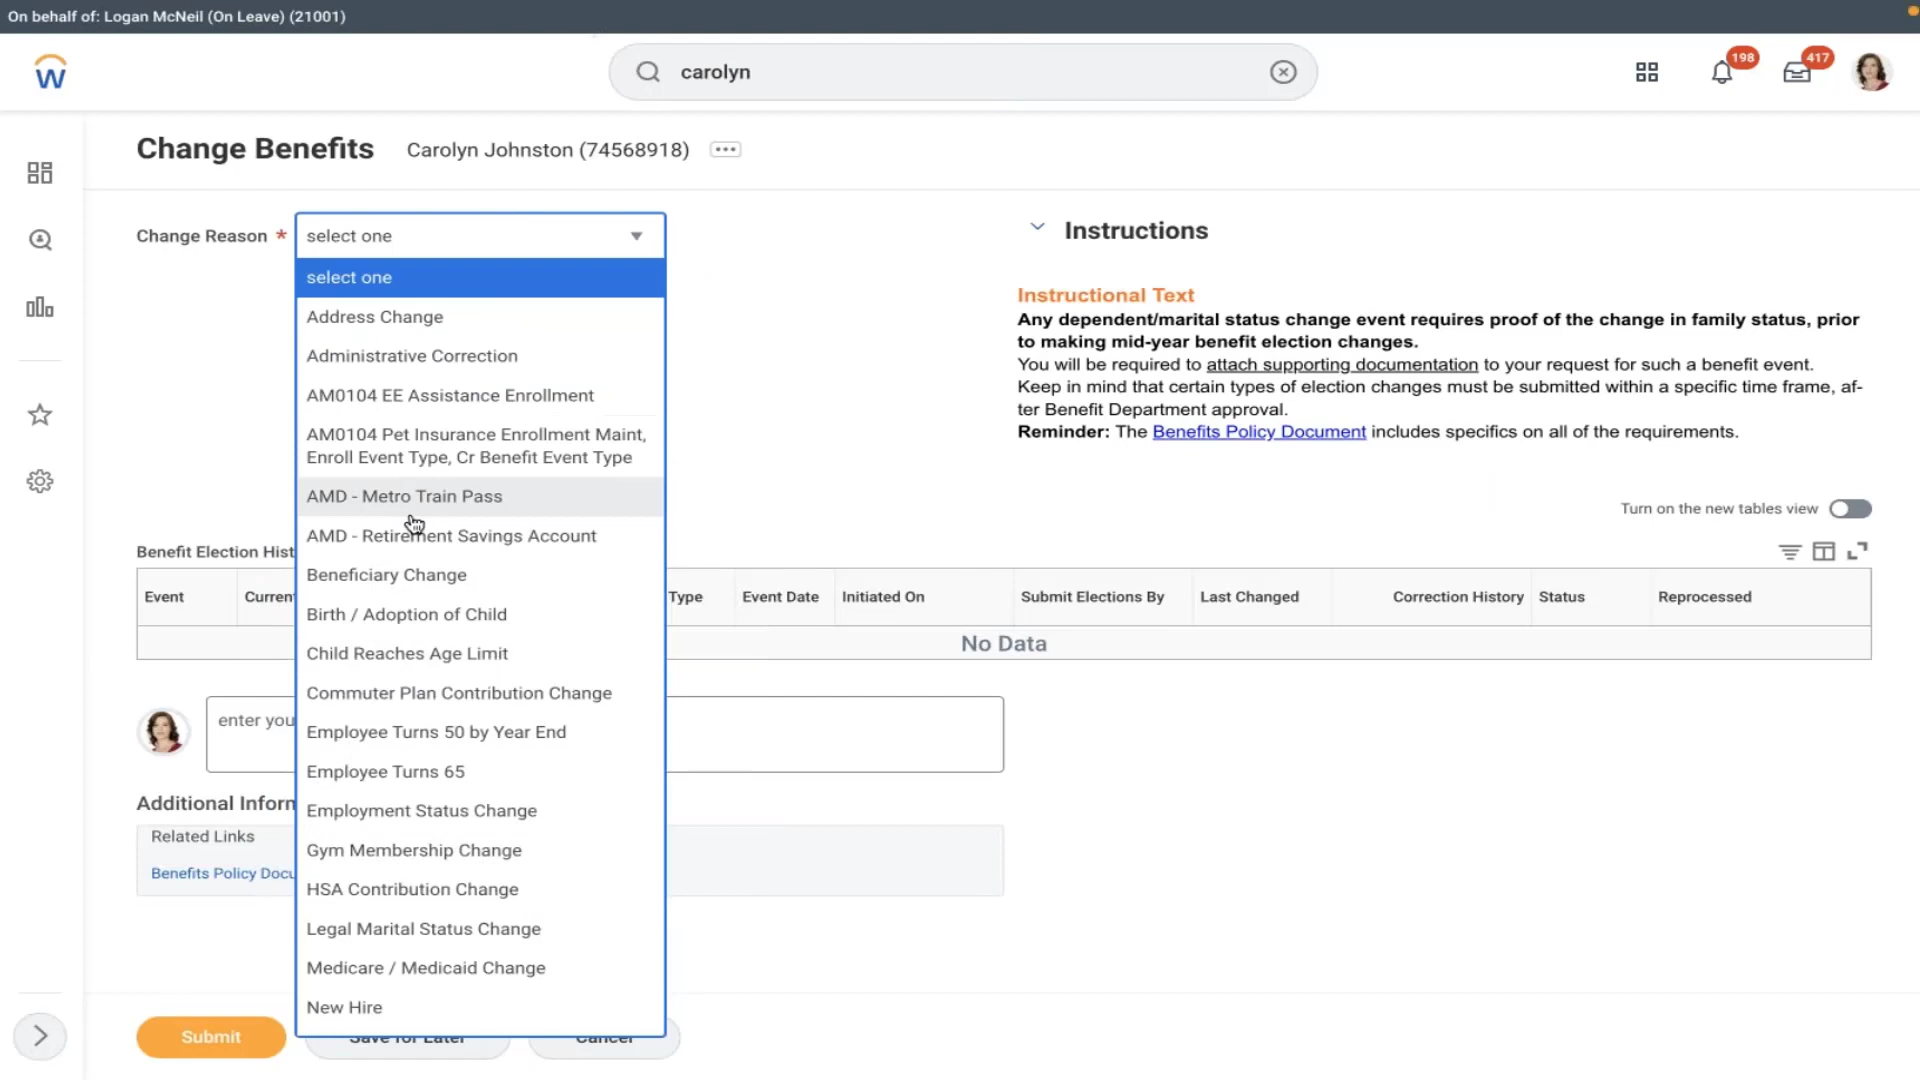 On behalf of: Logan McNeil (On Leave) (21001)
carolyn
198
417
Change Benefits
Carolyn Johnston (74568918)
Change Reason *
select one
select one
Address Change
Administrative Correction
AM0104 EE Assistance Enrollment
AM0104 Pet Insurance Enrollment Maint,
Enroll Event Type, Cr Benefit Event Type
AMD - Metro Train Pass
AMD - Retirement Savings Account
Beneficiary Change
Birth / Adoption of Child
Child Reaches Age Limit
Commuter Plan Contribution Change
Employee Turns 50 by Year End
Employee Turns 65
Employment Status Change
Gym Membership Change
HSA Contribution Change
Legal Marital Status Change
Medicare / Medicaid Change
New Hire
Instructions
Instructional Text
Any dependent/marital status change event requires proof of the change in family status, prior
to making mid-year benefit election changes.
You will be required to attach supporting documentation to your request for such a benefit event.
Keep in mind that certain types of election changes must be submitted within a specific time frame, af-
ter Benefit Department approval.
Reminder: The Benefits Policy Document includes specifics on all of the requirements.
Turn on the new tables view
Benefit Election Hist
Event Current Type Event Date Initiated On Submit Elections By Last Changed Correction History Status Reprocessed
No Data
enter you
Additional Inform
Related Links
Benefits Policy Docu
Submit
Save for Later
Cancel